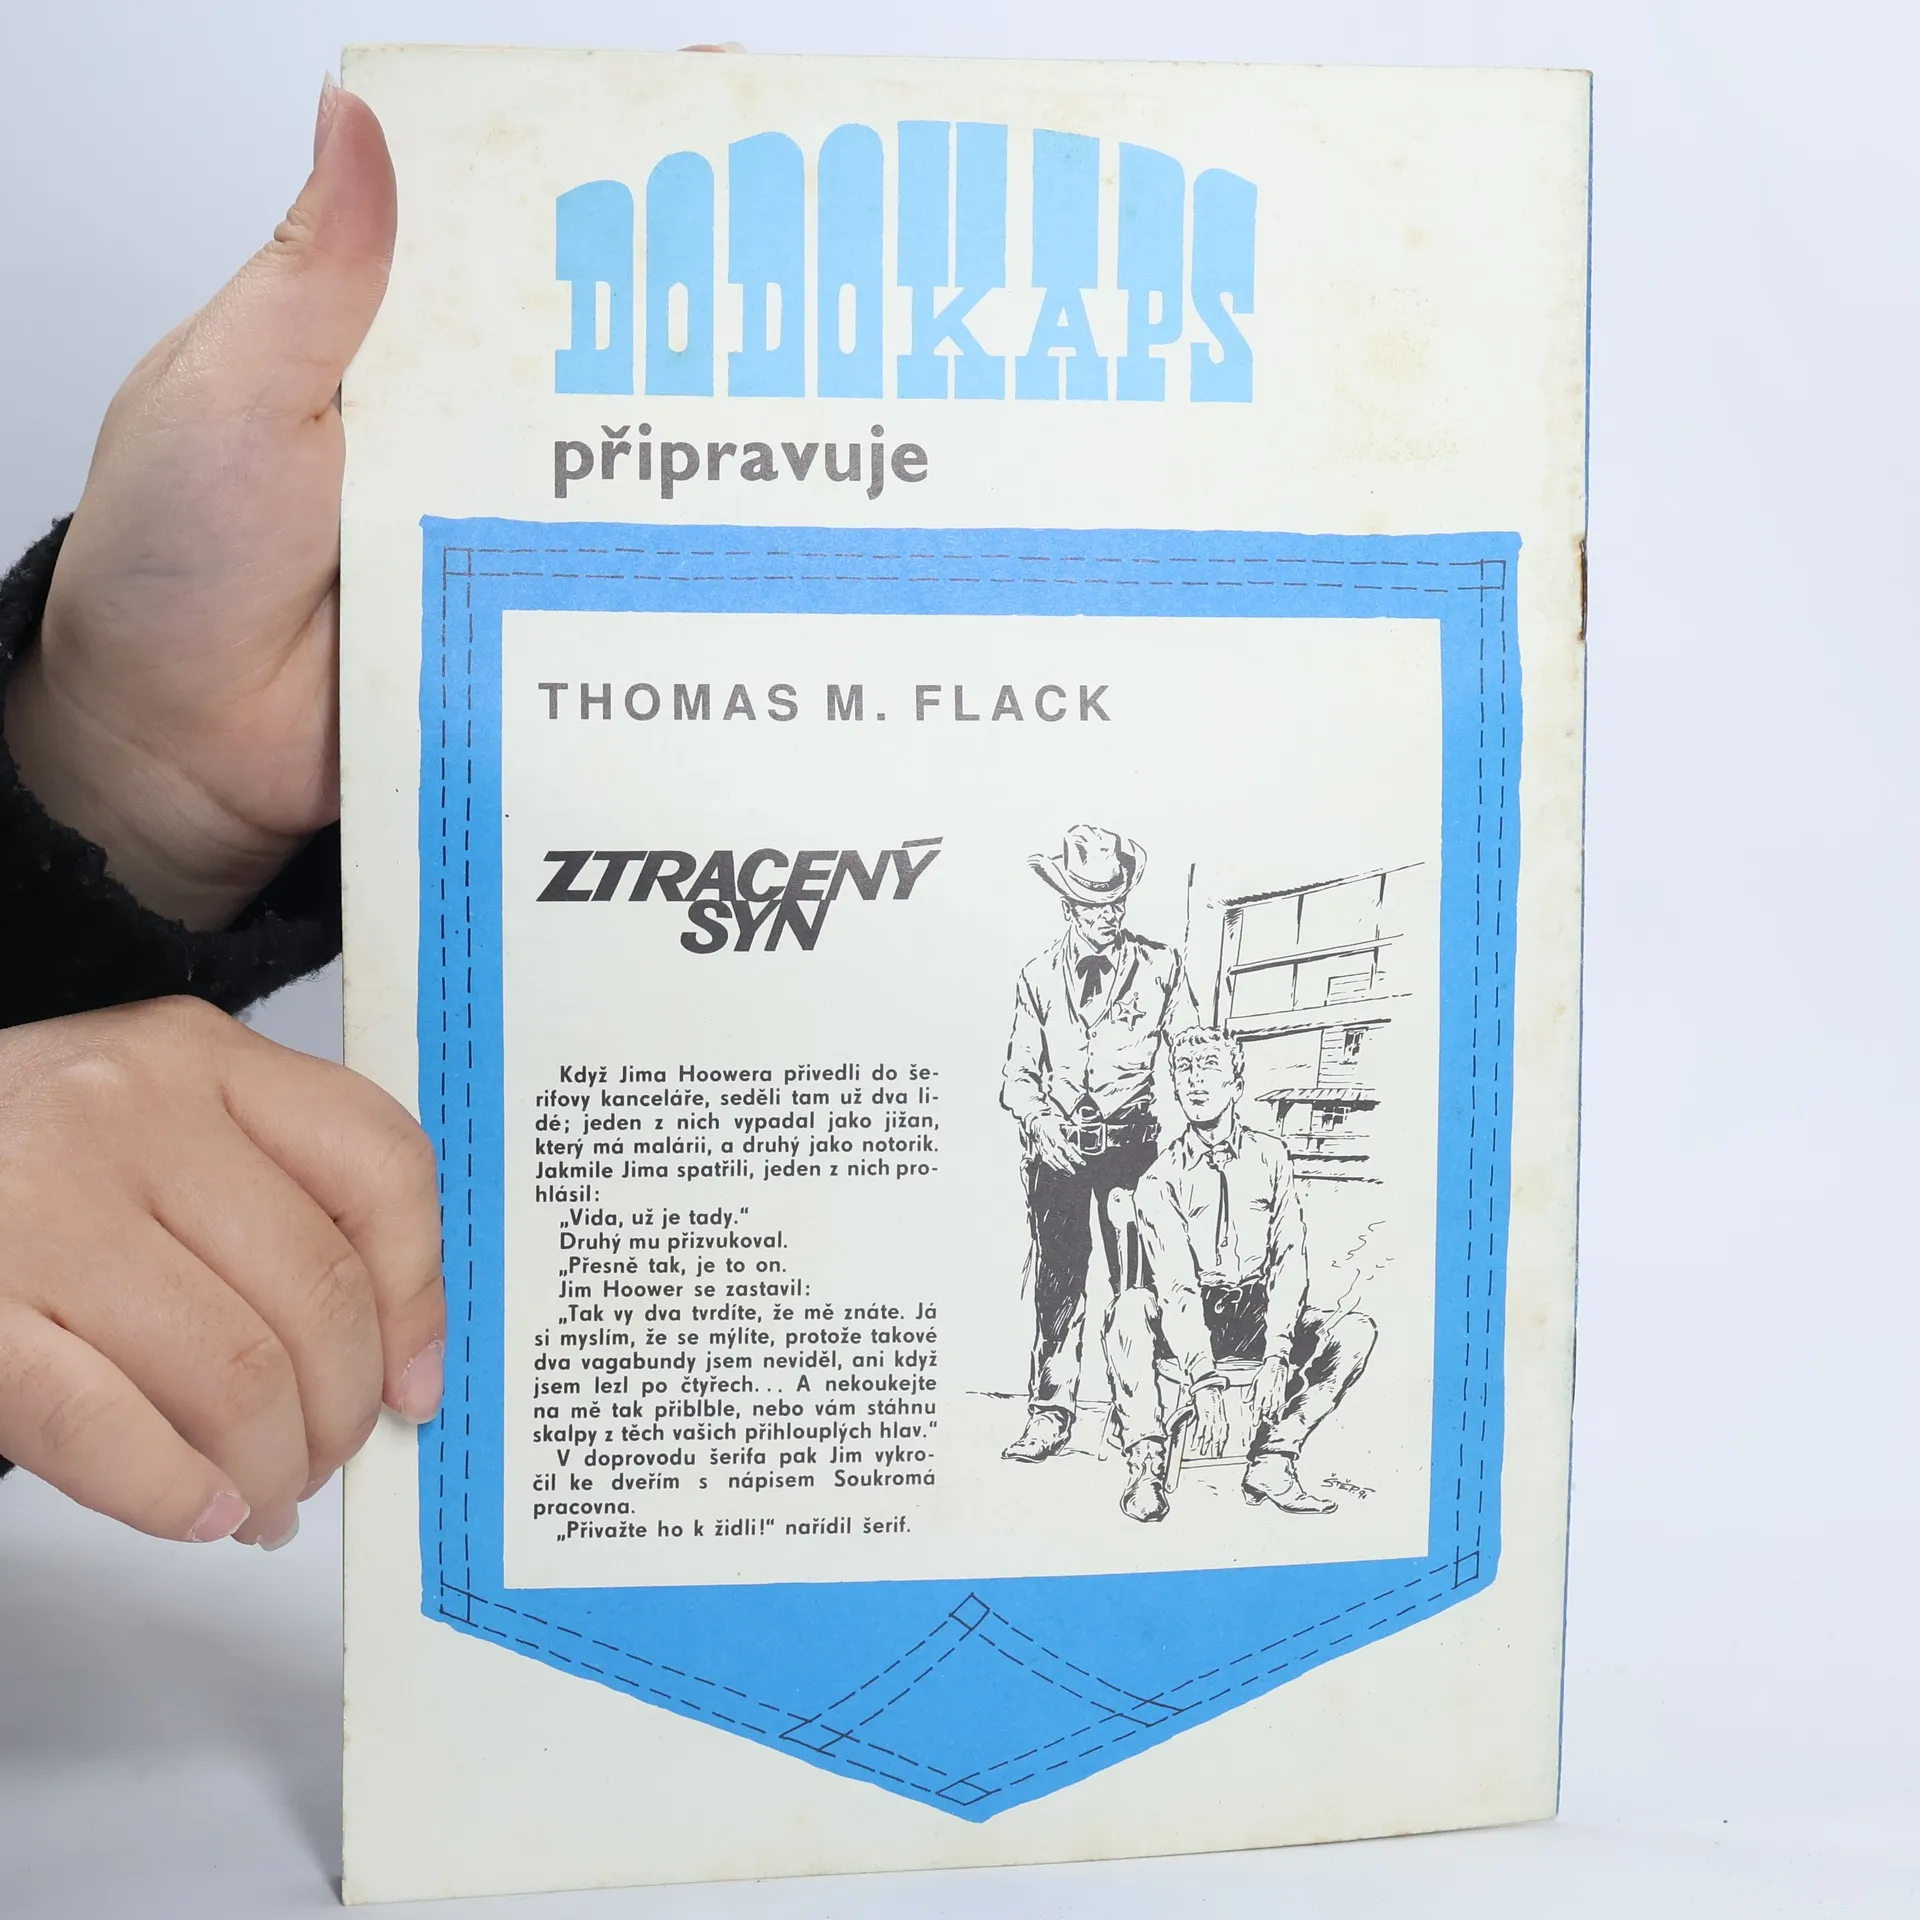 DODOKAPS
připravuje
THOMAS M. FLACK
ZTRACENÝ
SYN
Když Jima Hoowera přivedli do še-
rifovy kanceláře, seděli tam už dva li-
dé; jeden z nich vypadal jako jižan,
který má malárii, a druhý jako notorik.
Jakmile Jima spatřili, jeden z nich pro-
hlásil:
„Vida, už je tady.“
Druhý mu přizvukoval.
„Přesně tak, je to on.
Jim Hoower se zastavil:
„Tak vy dva tvrdíte, že mě znáte. Já
si myslím, že se mýlíte, protože takové
dva vagabundy jsem neviděl, ani když
jsem lezl po čtyřech... A nekoukejte
na mě tak přiblble, nebo vám stáhnu
skalpy z těch vašich přihlouplých hlav.“
V doprovodu šerifa pak Jim vykro-
čil ke dveřím s nápisem Soukromá
pracovna.
„Přivažte ho k židli!“ nařídil šerif.